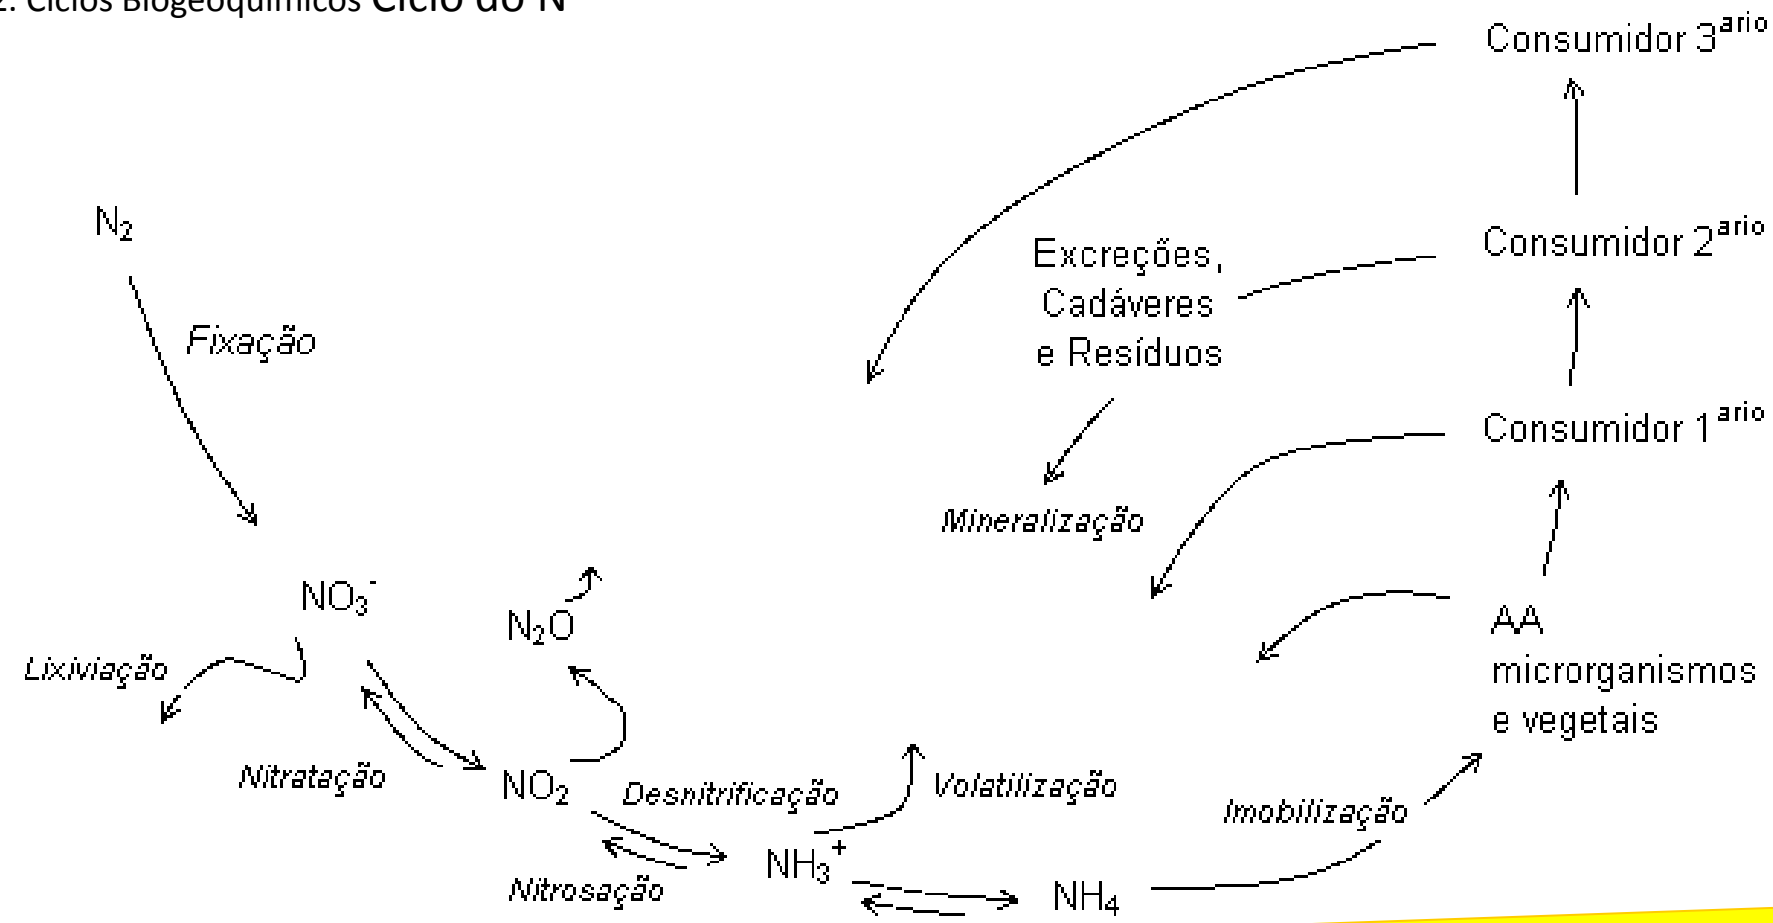 2. Ciclos Biogeoquímicos Ciclo do N
Consumidor 3ario
N2
Excreções,
Cadáveres
e Resíduos
Consumidor 2ario
Fixação
Consumidor 1ario
Mineralização
NO3-
N2O
AA
microrganismos
e vegetais
Lixiviação
Nitratação
NO2
Desnitrificação
Volatilização
Imobilização
NH3+
Nitrosação
NH4